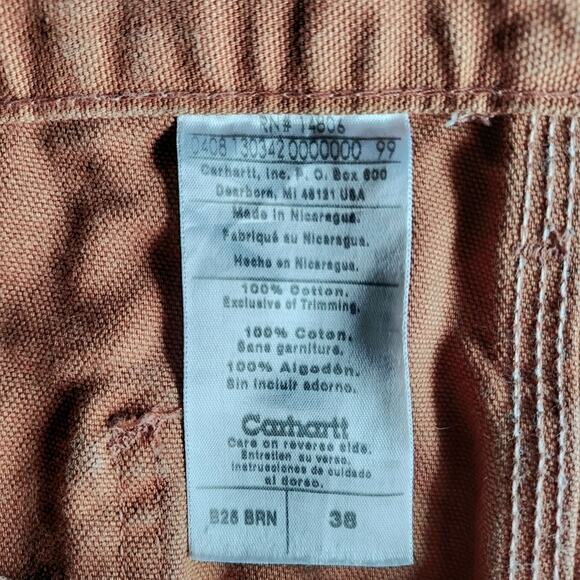 RN# 14806
0408 130342 0000000 99
Carhartt, Inc. P. O. Box 600
Dearborn, MI 48121 USA
Made in Nicaragua.
Fabriqué au Nicaragua.
Hecho en Nicaragua.
100% Cotton.
Exclusive of Trimming.
100% Coton.
Sans garniture.
100% Algodón.
Sin incluir adorno.
Carhartt
Care on reverse side.
Entretien au verso.
Instrucciones de cuidado
al dorso.
B25 BRN 38